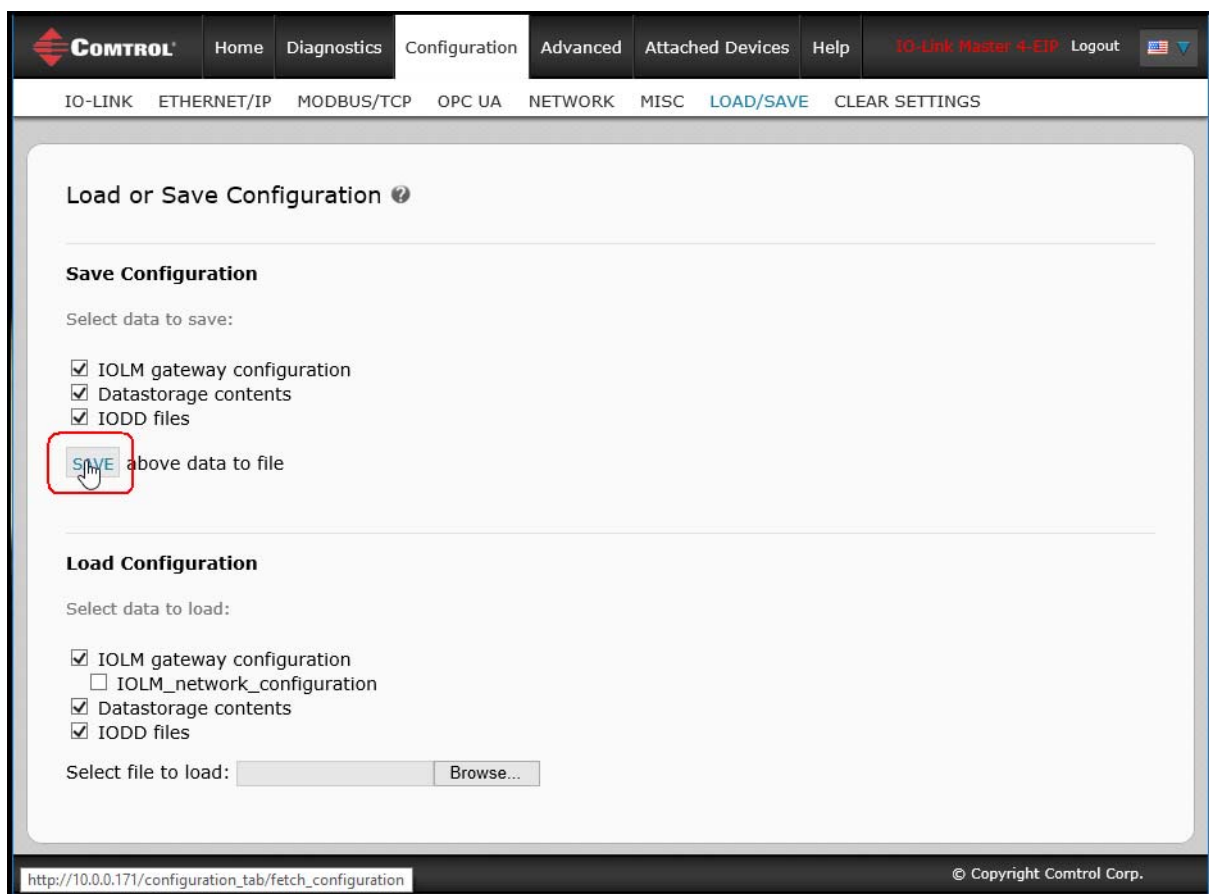 COMTROL Home Diagnostics Configuration Advanced Attached Devices Help IO-Link Master 4-EIP Logout
IO-LINK ETHERNET/IP MODBUS/TCP OPC UA NETWORK MISC LOAD/SAVE CLEAR SETTINGS
Load or Save Configuration ?
Save Configuration
Select data to save:
IOLM gateway configuration
Datastorage contents
IODD files
SAVE above data to file
Load Configuration
Select data to load:
IOLM gateway configuration
IOLM_network_configuration
Datastorage contents
IODD files
Select file to load: Browse...
http://10.0.0.171/configuration_tab/fetch_configuration © Copyright Comtrol Corp.